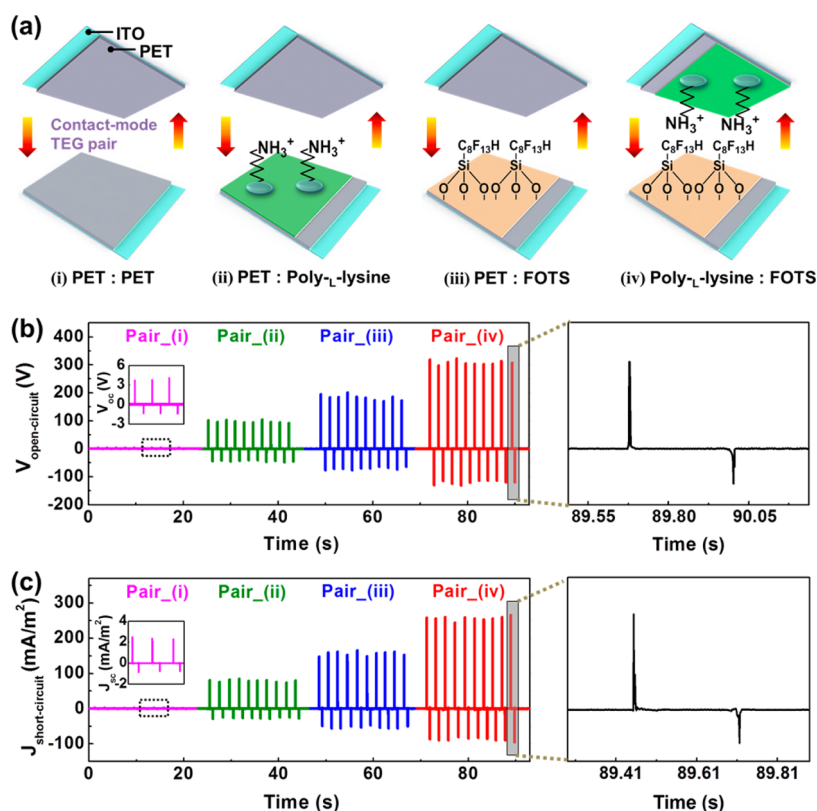 (a)
ITO
PET
Contact-mode
TEG pair
NH₃⁺ NH₃⁺
C₈F₁₃H C₈F₁₃H
Si Si
O O O O O
NH₃⁺ NH₃⁺
C₈F₁₃H C₈F₁₃H
Si Si
O O O O O
(i) PET : PET
(ii) PET : Poly-L-lysine
(iii) PET : FOTS
(iv) Poly-L-lysine : FOTS
(b)
V open-circuit (V)
400
300
200
100
0
-100
-200
Pair_(i) Pair_(ii) Pair_(iii) Pair_(iv)
Voc (V)
6
3
0
-3
0 20 40 60 80
Time (s)
89.55 89.80 90.05
Time (s)
(c)
J short-circuit (mA/m²)
300
200
100
0
-100
Pair_(i) Pair_(ii) Pair_(iii) Pair_(iv)
Jsc (mA/m²)
4
2
0
-2
0 20 40 60 80
Time (s)
89.41 89.61 89.81
Time (s)